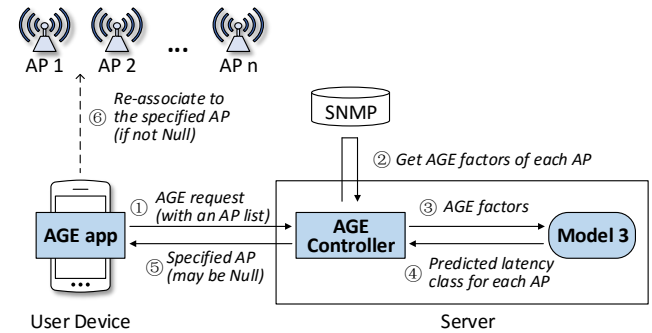 AP 1
AP 2
...
AP n
⑥ Re-associate to
the specified AP
(if not Null)
SNMP
② Get AGE factors of each AP
① AGE request
(with an AP list)
AGE app
⑤ Specified AP
(may be Null)
AGE
Controller
③ AGE factors
Model 3
④ Predicted latency
class for each AP
User Device
Server